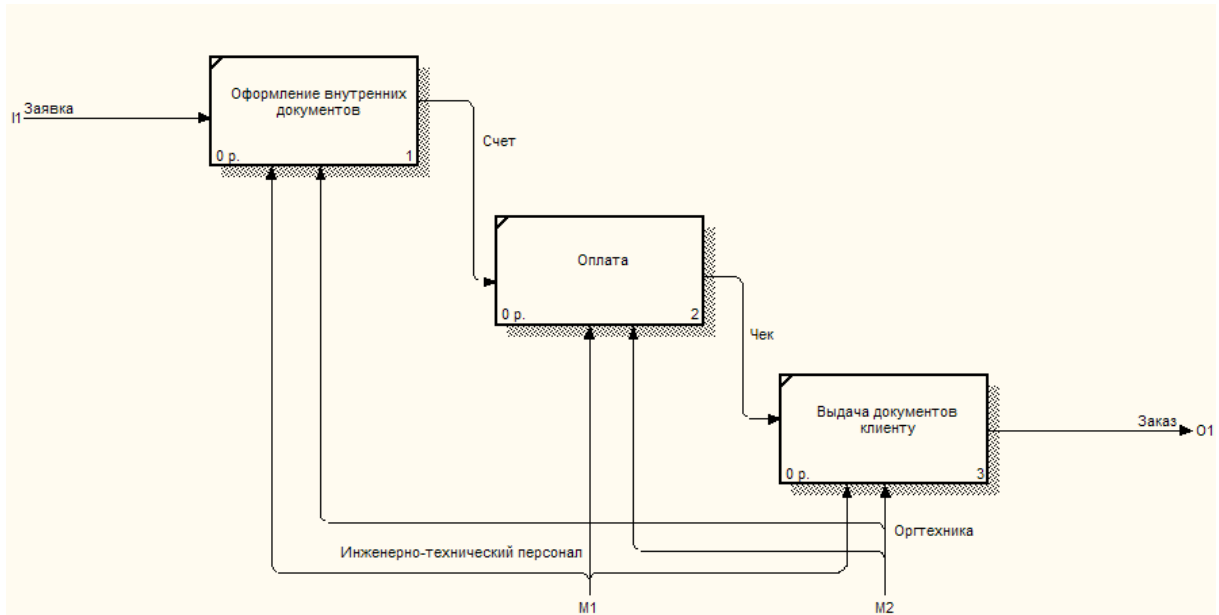 Оформление внутренних
документов
0 р.
1
I1
Заявка
Счет
Оплата
0 р.
2
Чек
Выдача документов
клиенту
0 р.
3
Заказ
O1
Оргтехника
Инженерно-технический персонал
M1
M2